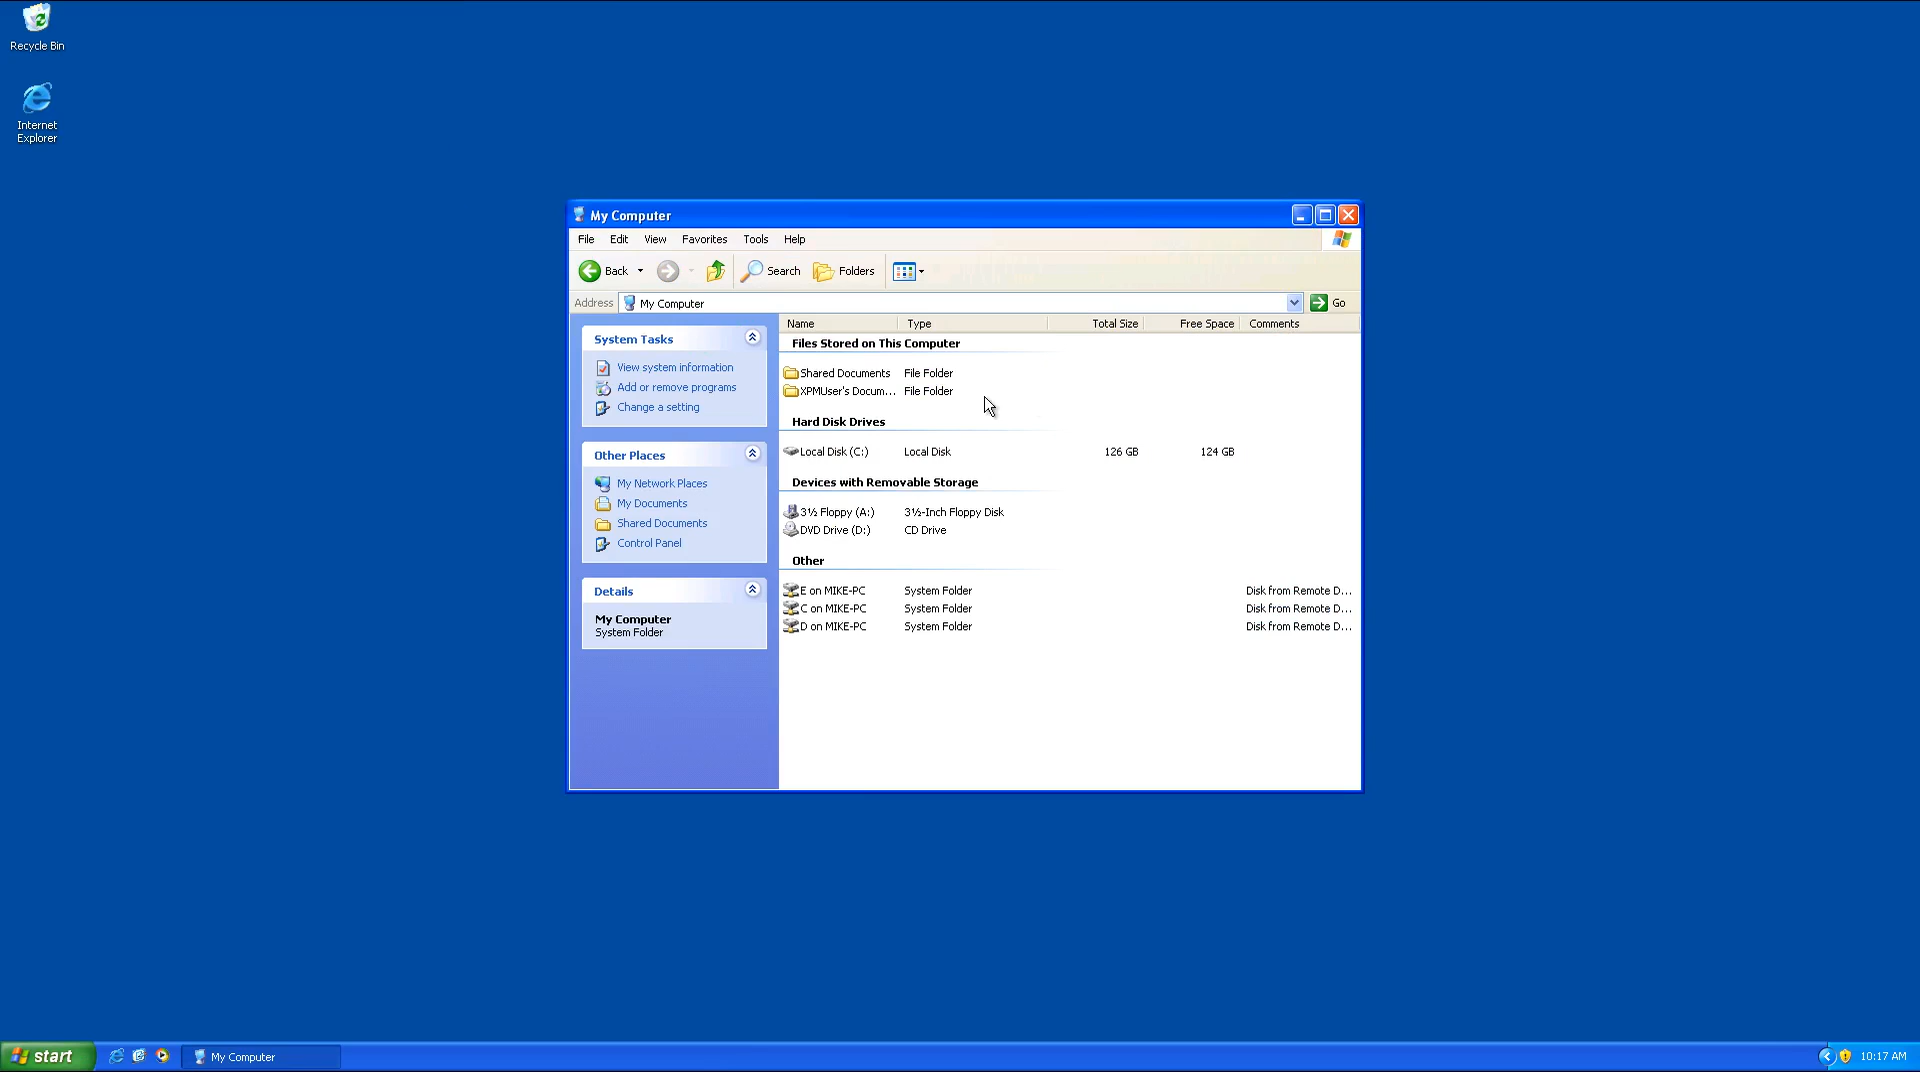 Recycle Bin
Internet
Explorer
My Computer
File Edit View Favorites Tools Help
Back Search Folders
Address My Computer Go
System Tasks
View system information
Add or remove programs
Change a setting
Other Places
My Network Places
My Documents
Shared Documents
Control Panel
Details
My Computer
System Folder
Name Type Total Size Free Space Comments
Files Stored on This Computer
Shared Documents File Folder
XPMUser's Docum... File Folder
Hard Disk Drives
Local Disk (C:) Local Disk 126 GB 124 GB
Devices with Removable Storage
3½ Floppy (A:) 3½-Inch Floppy Disk
DVD Drive (D:) CD Drive
Other
E on MIKE-PC System Folder Disk from Remote D...
C on MIKE-PC System Folder Disk from Remote D...
D on MIKE-PC System Folder Disk from Remote D...
start My Computer 10:17 AM